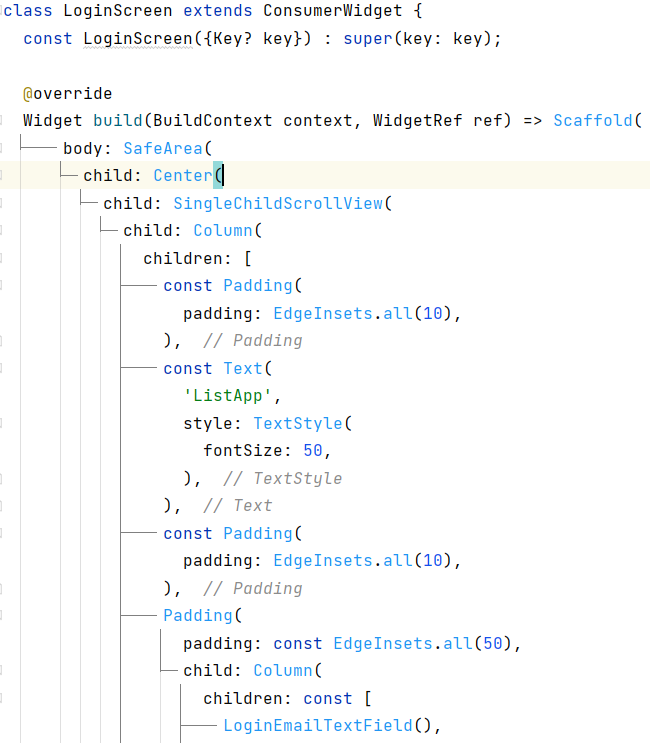 class LoginScreen extends ConsumerWidget {
  const LoginScreen({Key? key}) : super(key: key);

  @override
  Widget build(BuildContext context, WidgetRef ref) => Scaffold(
      body: SafeArea(
        child: Center(
          child: SingleChildScrollView(
            child: Column(
              children: [
                const Padding(
                  padding: EdgeInsets.all(10),
                ),  // Padding
                const Text(
                  'ListApp',
                  style: TextStyle(
                    fontSize: 50,
                  ),  // TextStyle
                ),  // Text
                const Padding(
                  padding: EdgeInsets.all(10),
                ),  // Padding
                Padding(
                  padding: const EdgeInsets.all(50),
                  child: Column(
                    children: const [
                      LoginEmailTextField(),